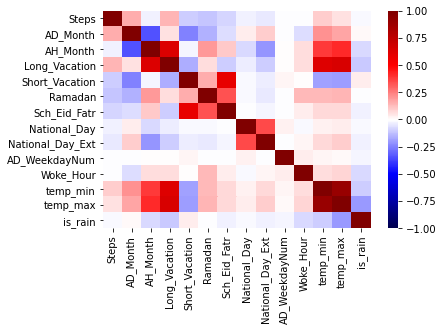 Steps
AD_Month
AH_Month
Long_Vacation
Short_Vacation
Ramadan
Sch_Eid_Fatr
National_Day
National_Day_Ext
AD_WeekdayNum
Woke_Hour
temp_min
temp_max
is_rain
Steps
AD_Month
AH_Month
Long_Vacation
Short_Vacation
Ramadan
Sch_Eid_Fatr
National_Day
National_Day_Ext
AD_WeekdayNum
Woke_Hour
temp_min
temp_max
is_rain
1.00
0.75
0.50
0.25
0.00
−0.25
−0.50
−0.75
−1.00